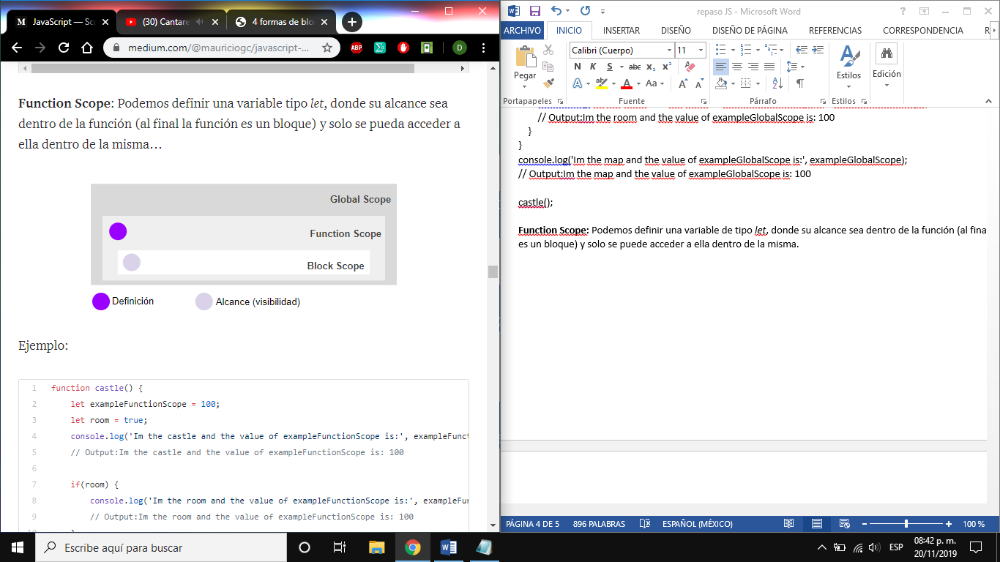 JavaScript — Sc
(30) Cantare
4 formas de blo
medium.com/@mauriciogc/javascript-...
ABP
D
Function Scope: Podemos definir una variable tipo let, donde su alcance sea
dentro de la función (al final la función es un bloque) y solo se pueda acceder a
ella dentro de la misma…
Global Scope
Function Scope
Block Scope
Definición
Alcance (visibilidad)
Ejemplo:
1 function castle() {
2 let exampleFunctionScope = 100;
3 let room = true;
4 console.log('Im the castle and the value of exampleFunctionScope is:', exampleFunct
5 // Output:Im the castle and the value of exampleFunctionScope is: 100
6
7 if(room) {
8 console.log('Im the room and the value of exampleFunctionScope is:', exampleFu
9 // Output:Im the room and the value of exampleFunctionScope is: 100
repaso JS - Microsoft Word
ARCHIVO INICIO INSERTAR DISEÑO DISEÑO DE PÁGINA REFERENCIAS CORRESPONDENCIA R
Calibri (Cuerpo) 11
Pegar
N K S abc x₂ x²
A ab A Aa A A
Estilos
Edición
Portapapeles Fuente Párrafo Estilos
// Output:Im the room and the value of exampleGlobalScope is: 100
}
}
console.log('Im the map and the value of exampleGlobalScope is:', exampleGlobalScope);
// Output:Im the map and the value of exampleGlobalScope is: 100
castle();
Function Scope: Podemos definir una variable de tipo let, donde su alcance sea dentro de la función (al fina
es un bloque) y solo se puede acceder a ella dentro de la misma.
PÁGINA 4 DE 5 896 PALABRAS ESPAÑOL (MÉXICO) 100 %
Escribe aquí para buscar
ESP
08:42 p. m.
20/11/2019